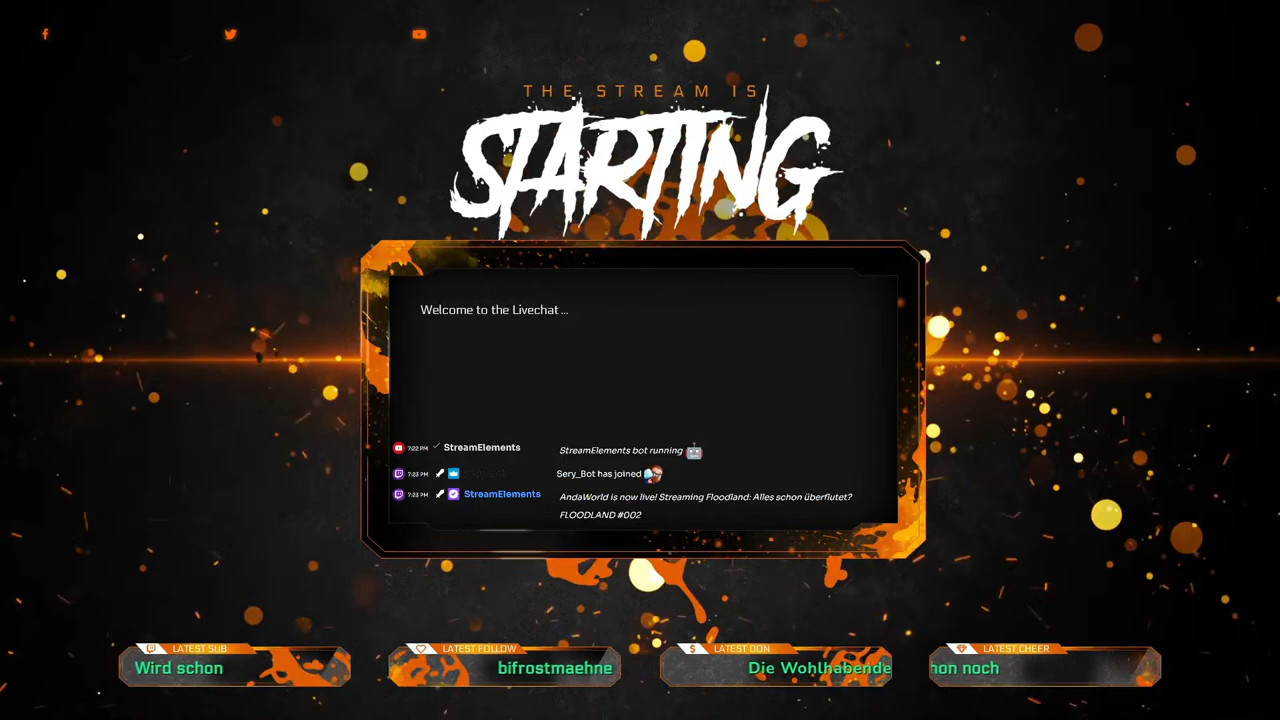 THE STREAM IS
STARTING
Welcome to the Livechat ...
7:22 PM StreamElements StreamElements bot running
7:23 PM Sery_Bot has joined
7:23 PM StreamElements AndaWorld is now live! Streaming Floodland: Alles schon überflutet?
FLOODLAND #002
LATEST SUB
Wird schon
LATEST FOLLOW
bifrostmaehne
LATEST DON
Die Wohlhabende
LATEST CHEER
hon noch